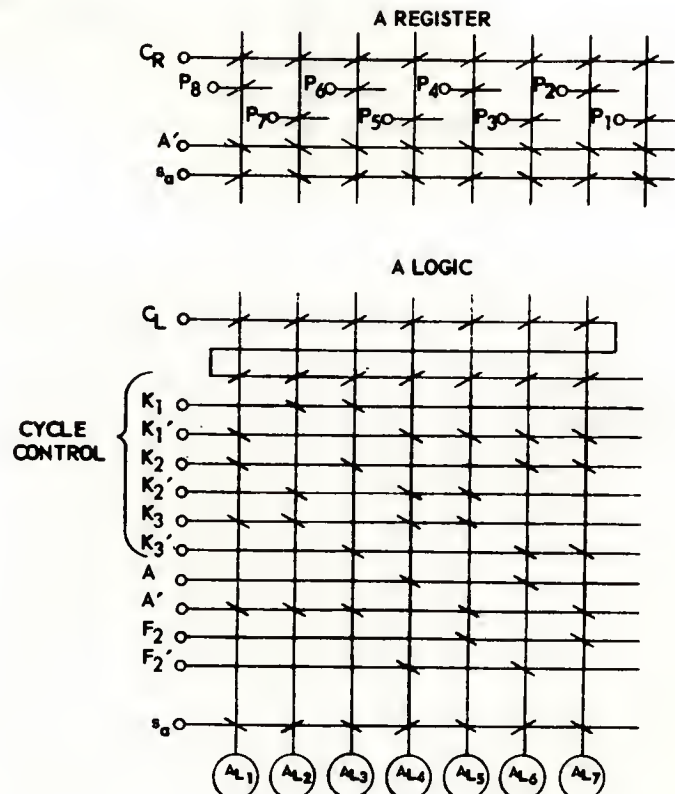 A REGISTER
CR
P8 P6 P4 P2
P7 P5 P3 P1
A'
sa
A LOGIC
CL
CYCLE CONTROL
K1
K1'
K2
K2'
K3
K3'
A
A'
F2
F2'
sa
AL1 AL2 AL3 AL4 AL5 AL6 AL7